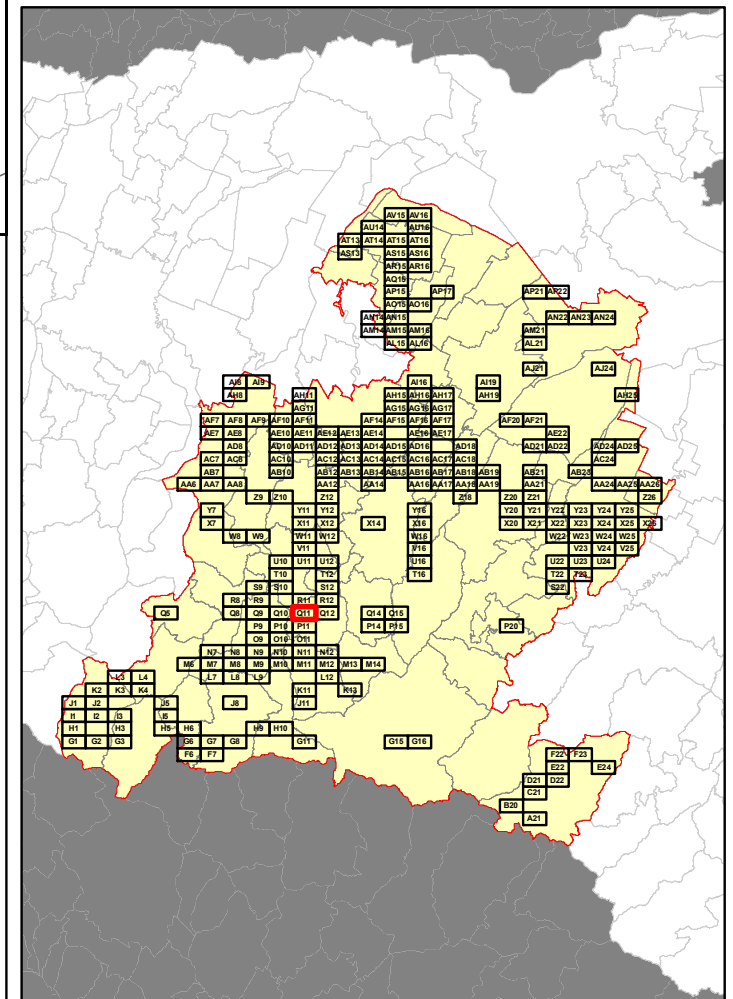 AV15 AV16
AU14 AU16
AT13 AT14 AT15 AT16
AS13 AS15 AS16
AR15 AR16
AQ15
AP15 AP17 AP21 AP22
AO15 AO16
AN14 AN15 AN22 AN23 AN24
AM14 AM15 AM16 AM21
AL15 AL16 AL21
AJ21 AJ24
AI8 AI9 AI16 AI19
AH8 AH11 AH15 AH16 AH17 AH19 AH25
AG11 AG15 AG16 AG17
AF7 AF8 AF9 AF10 AF11 AF14 AF15 AF16 AF17 AF20 AF21
AE7 AE8 AE10 AE11 AE12 AE13 AE14 AE16 AE17 AE22
AD8 AD10 AD11 AD12 AD13 AD14 AD15 AD16 AD18 AD21 AD22 AD24 AD25
AC7 AC8 AC10 AC12 AC13 AC14 AC15 AC16 AC17 AC18 AC24
AB7 AB10 AB12 AB13 AB14 AB15 AB16 AB17 AB18 AB19 AB21 AB23
AA6 AA7 AA8 AA12 AA14 AA16 AA17 AA18 AA19 AA21 AA24 AA25 AA26
Z9 Z10 Z12 Z18 Z20 Z21 Z26
Y7 Y11 Y12 Y16 Y20 Y21 Y22 Y23 Y24 Y25
X7 X11 X12 X14 X16 X20 X21 X22 X23 X24 X25 X26
W8 W9 W11 W12 W16 W22 W23 W24 W25
V11 V16 V23 V24 V25
U10 U11 U12 U16 U22 U23 U24
T10 T12 T16 T22 T23
S9 S10 S12 S22
R8 R9 R11 R12
Q5 Q8 Q9 Q10 Q11 Q12 Q14 Q15
P9 P10 P11 P14 P15 P20
O9 O10 O11
N7 N8 N9 N10 N11 N12
M6 M7 M8 M9 M10 M11 M12 M13 M14
L3 L4 L7 L8 L9 L12
K2 K3 K4 K11 K13
J1 J2 J5 J8 J11
I1 I2 I3 I5
H1 H3 H5 H6 H9 H10
G1 G2 G3 G6 G7 G8 G11 G15 G16
F6 F7 F22 F23
E22 E24
D21 D22
C21
B20
A21